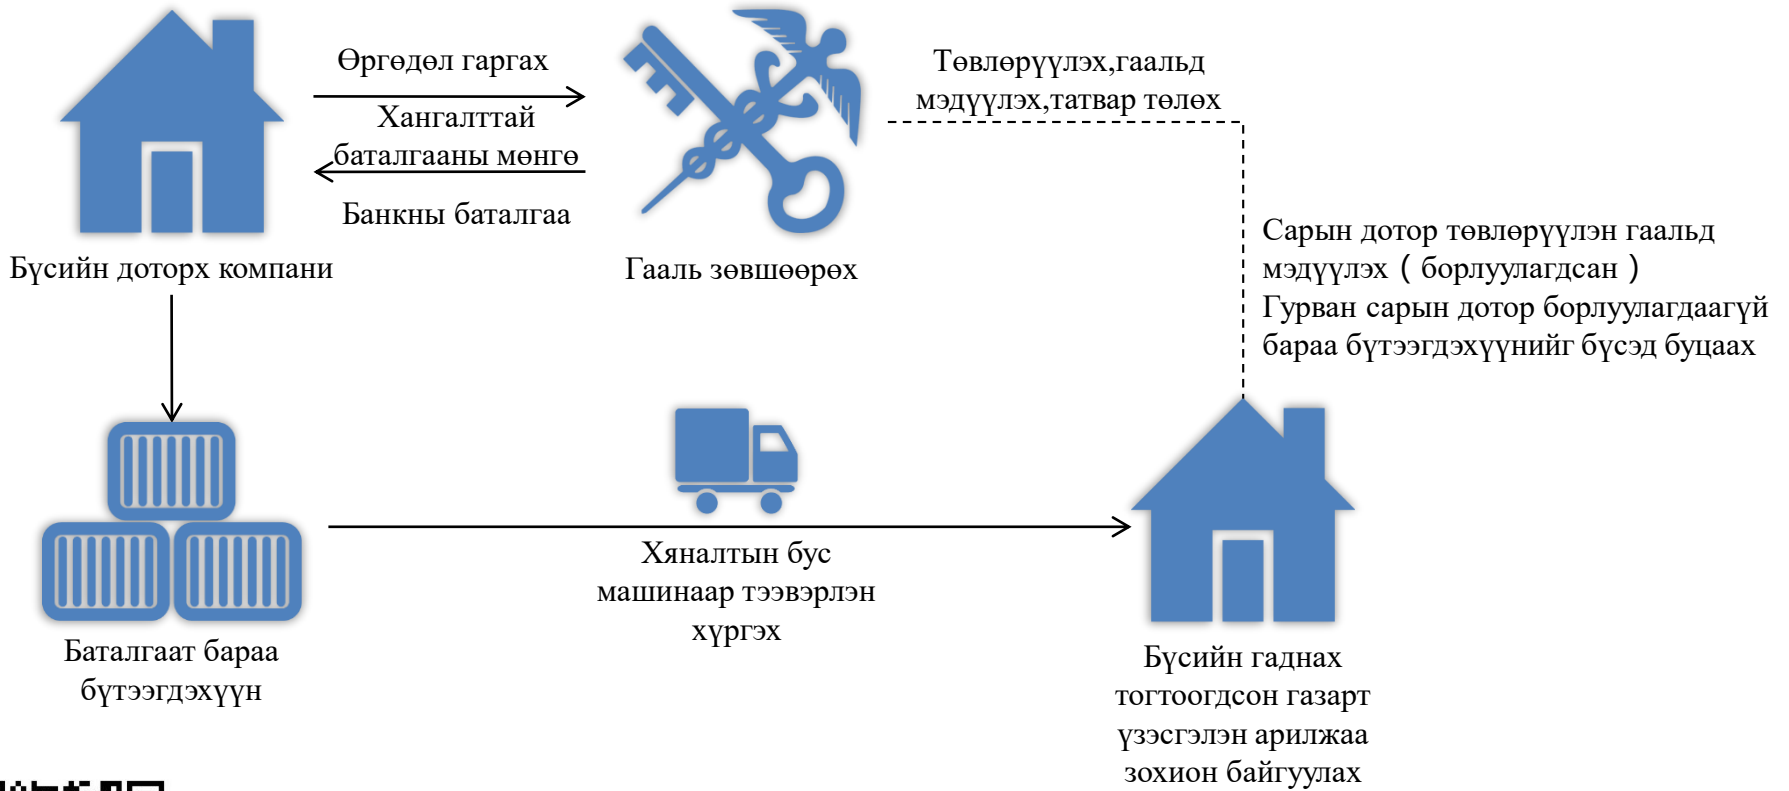 Өргөдөл гаргах
Хангалттай
баталгааны мөнгө
Банкны баталгаа
Бүсийн доторх компани
Гааль зөвшөөрөх
Төвлөрүүлэх,гаальд
мэдүүлэх,татвар төлөх
Сарын дотор төвлөрүүлэн гаальд
мэдүүлэх ( борлуулагдсан )
Гурван сарын дотор борлуулагдаагүй
бараа бүтээгдэхүүнийг бүсэд буцаах
Хяналтын бус
машинаар тээвэрлэн
хүргэх
Баталгаат бараа
бүтээгдэхүүн
Бүсийн гаднах
тогтоогдсон газарт
үзэсгэлэн арилжаа
зохион байгуулах